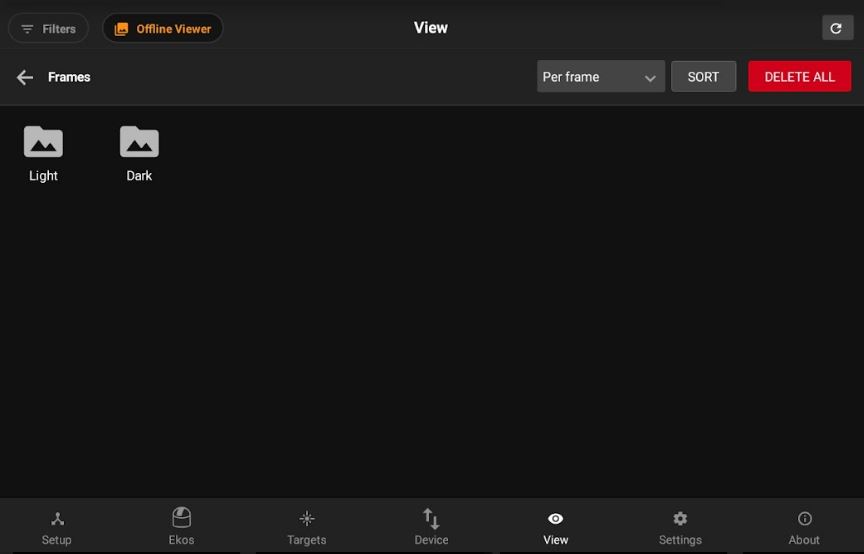 Filters
Offline Viewer
View
Frames
Per frame
SORT
DELETE ALL
Light
Dark
Setup
Ekos
Targets
Device
View
Settings
About